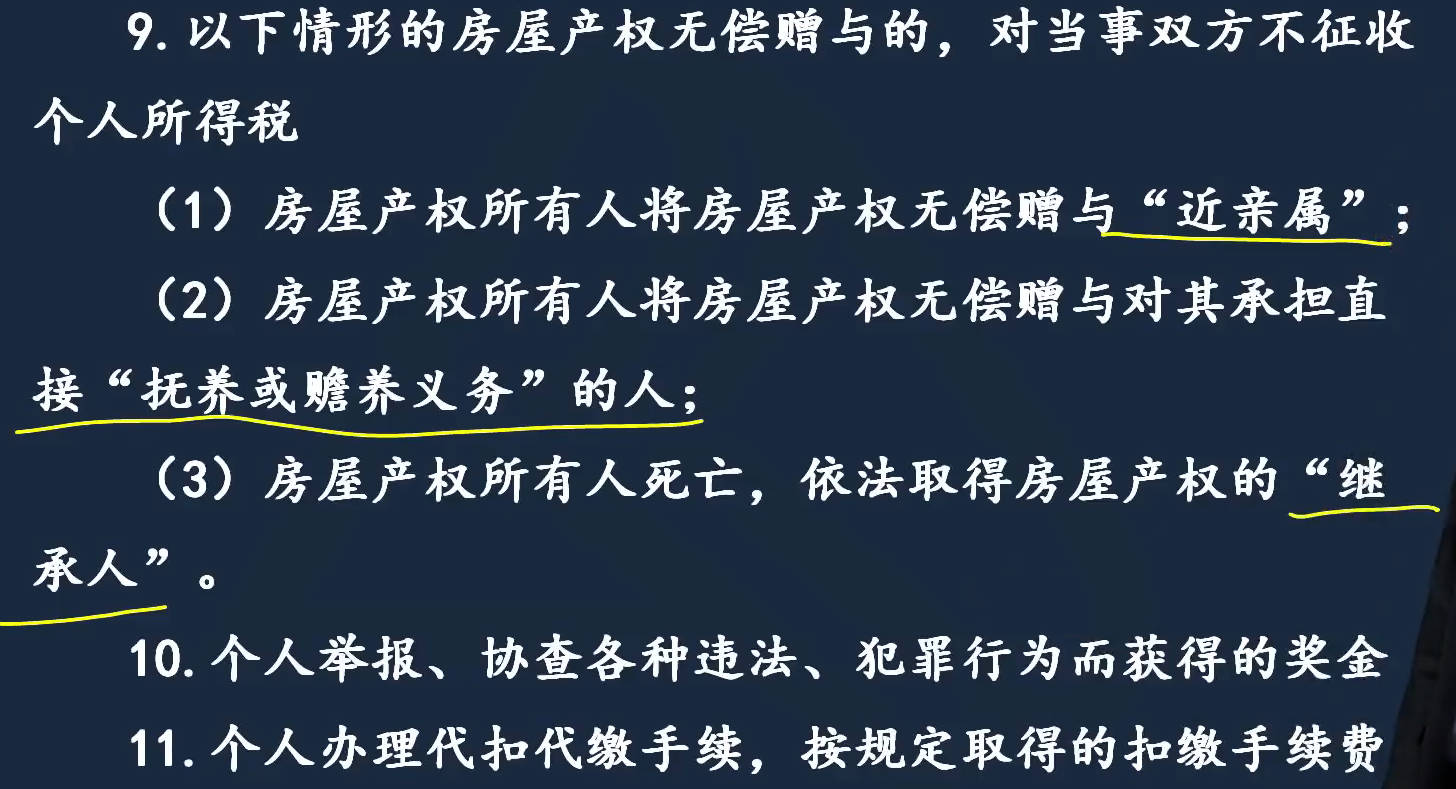 9.以下情形的房屋产权无偿赠与的，对当事双方不征收
个人所得税
（1）房屋产权所有人将房屋产权无偿赠与“近亲属”；
（2）房屋产权所有人将房屋产权无偿赠与对其承担直
接“抚养或赡养义务”的人；
（3）房屋产权所有人死亡，依法取得房屋产权的“继
承人”。
10.个人举报、协查各种违法、犯罪行为而获得的奖金
11.个人办理代扣代缴手续，按规定取得的扣缴手续费